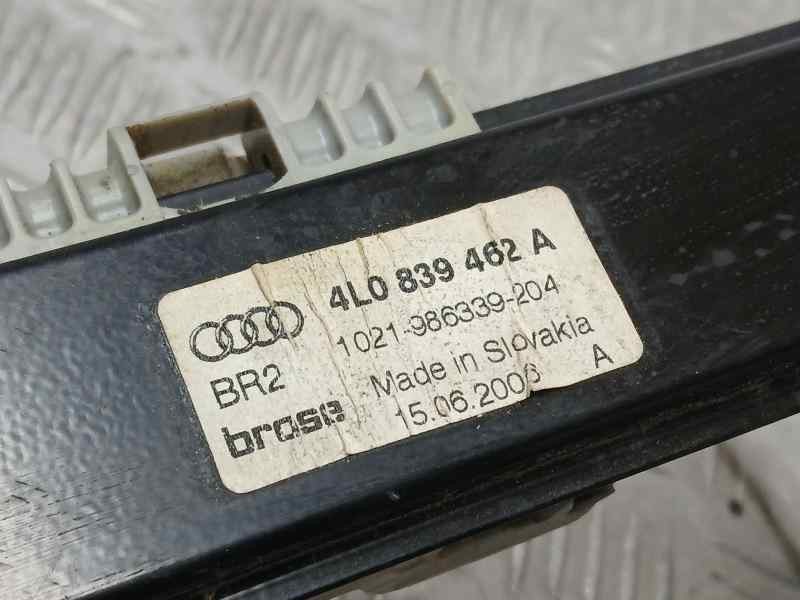 4L0 839 462 A
1021-986339-204
BR2 Made in Slovakia
brose 15.06.2006 A